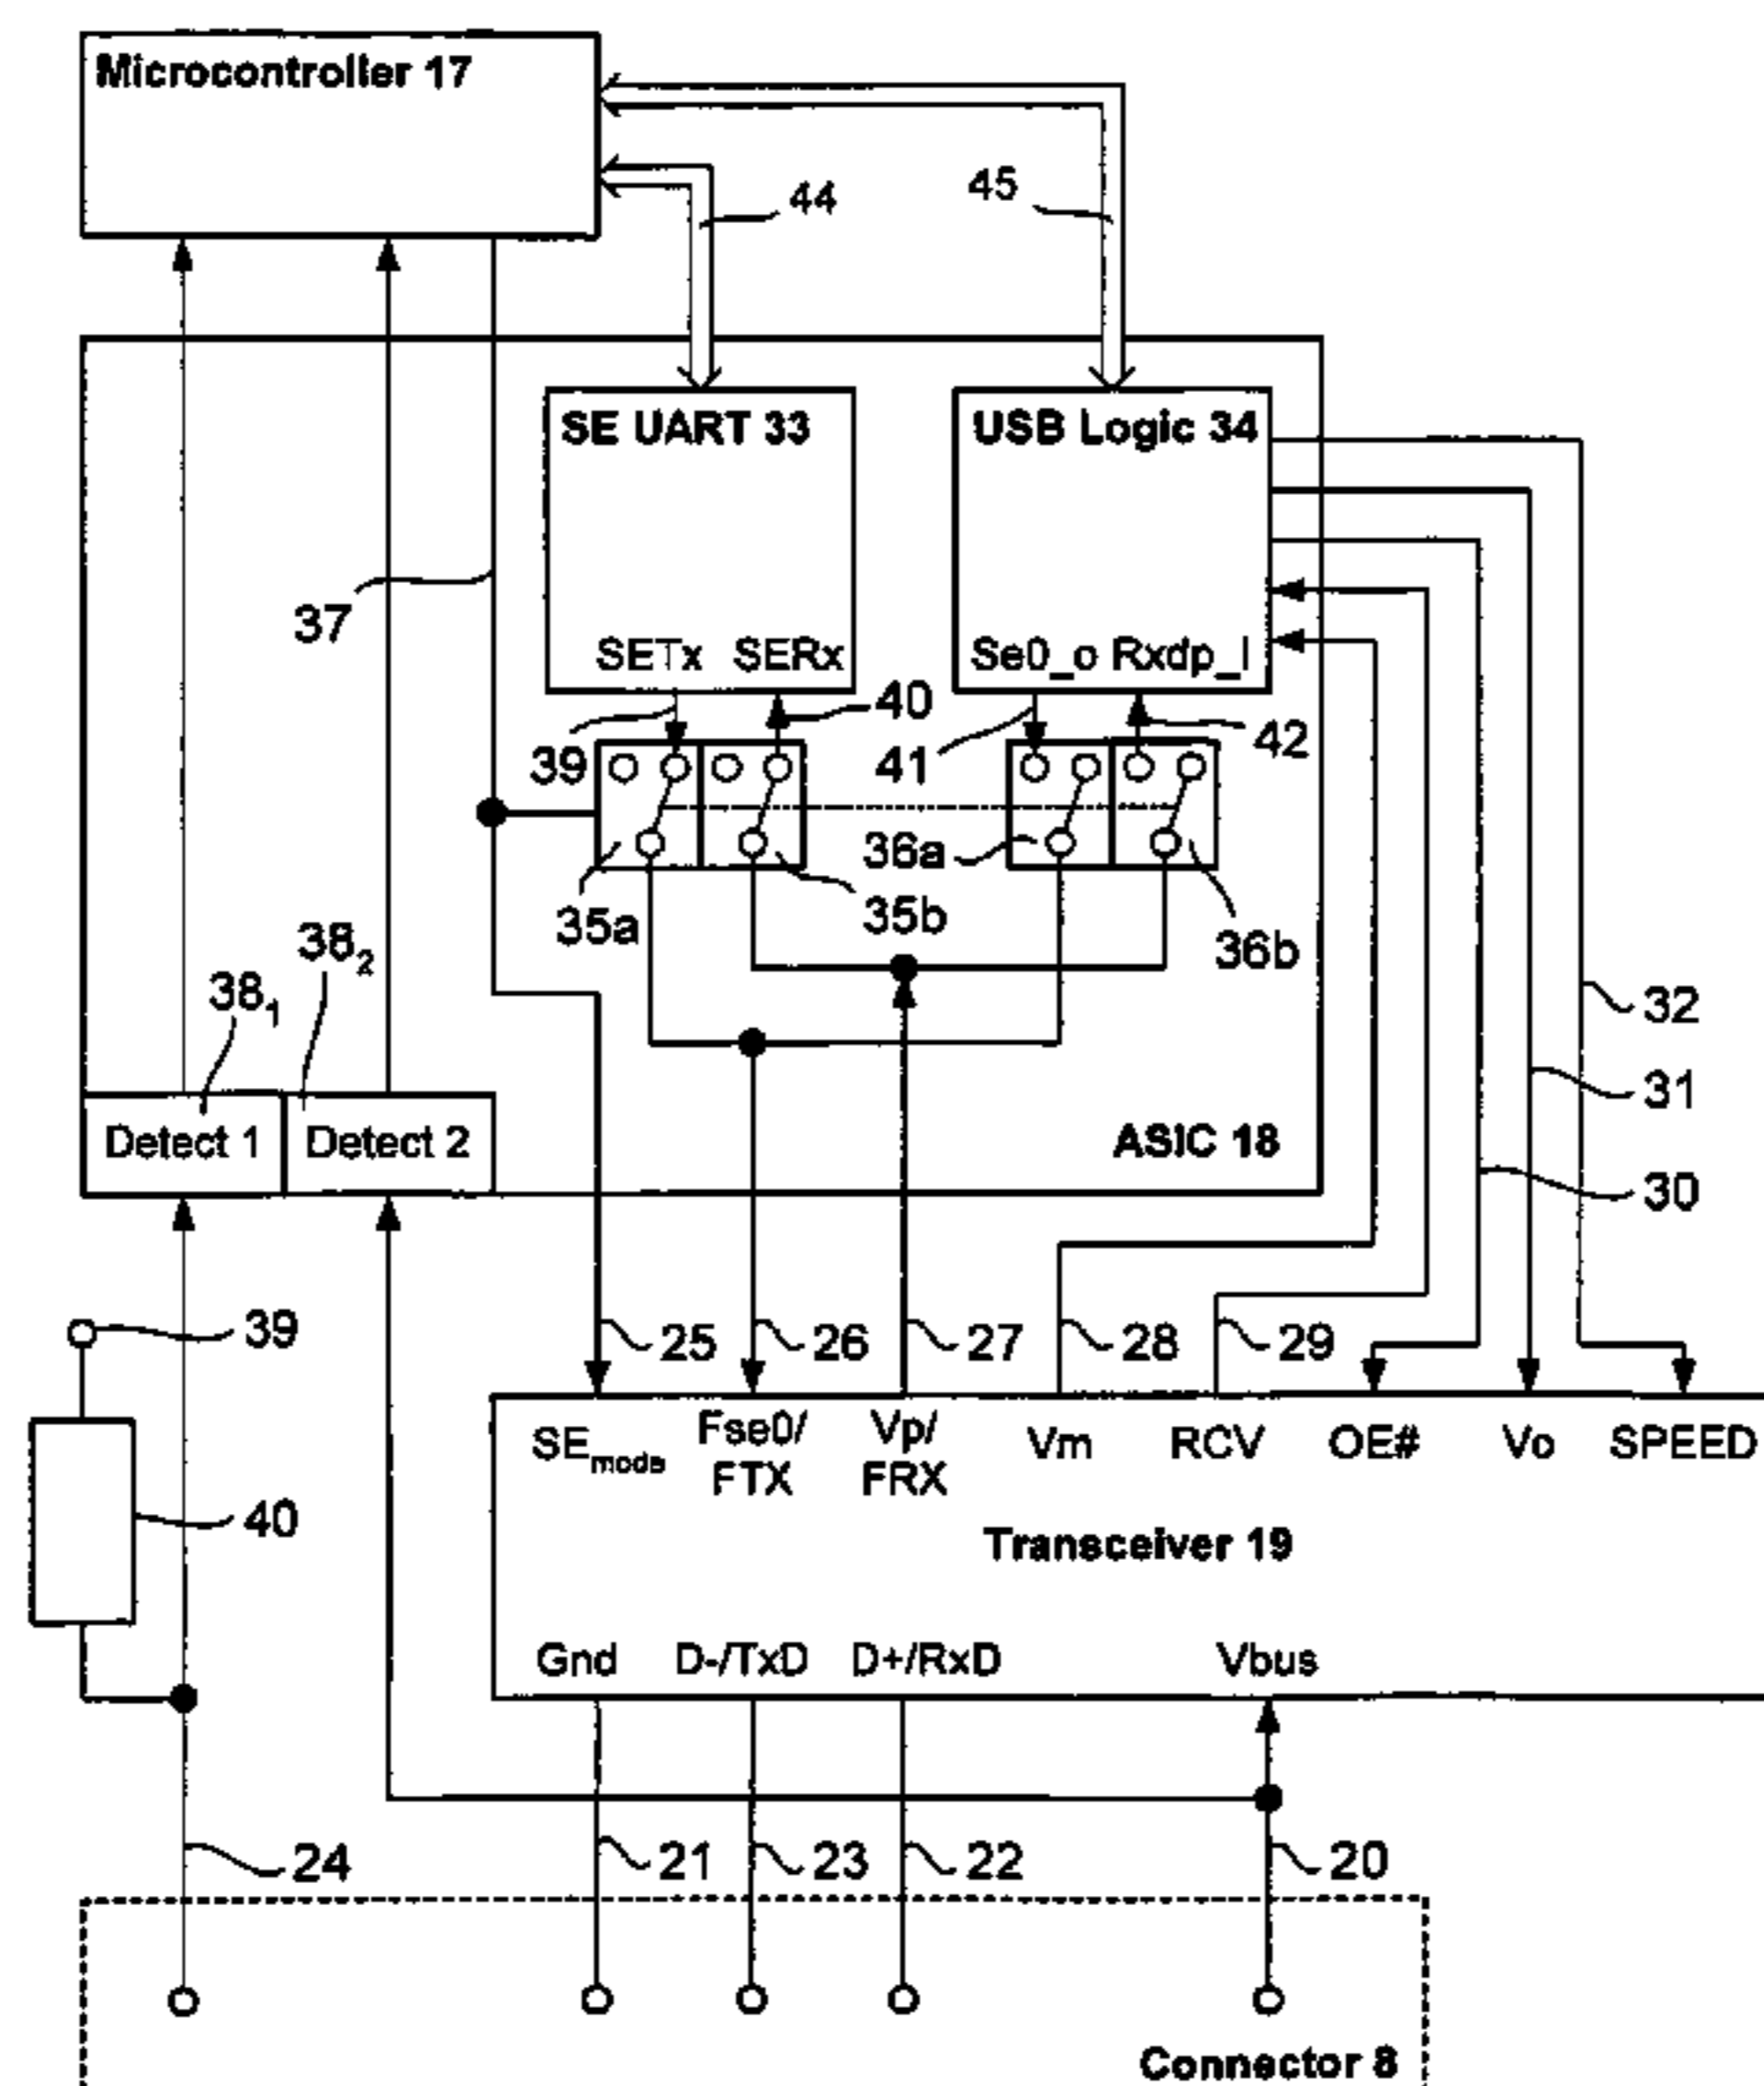 Microcontroller 17
44
45
SE UART 33
USB Logic 34
37
SETx SERx
Se0_o Rxdp_I
39
40
41
42
35a
35b
36a
36b
38₁
38₂
32
31
30
Detect 1
Detect 2
ASIC 18
39
25
26
27
28
29
SEmode
Fse0/
FTX
Vp/
FRX
Vm
RCV
OE#
Vo
SPEED
40
Transceiver 19
Gnd
D-/TxD
D+/RxD
Vbus
24
21
23
22
20
Connector 8